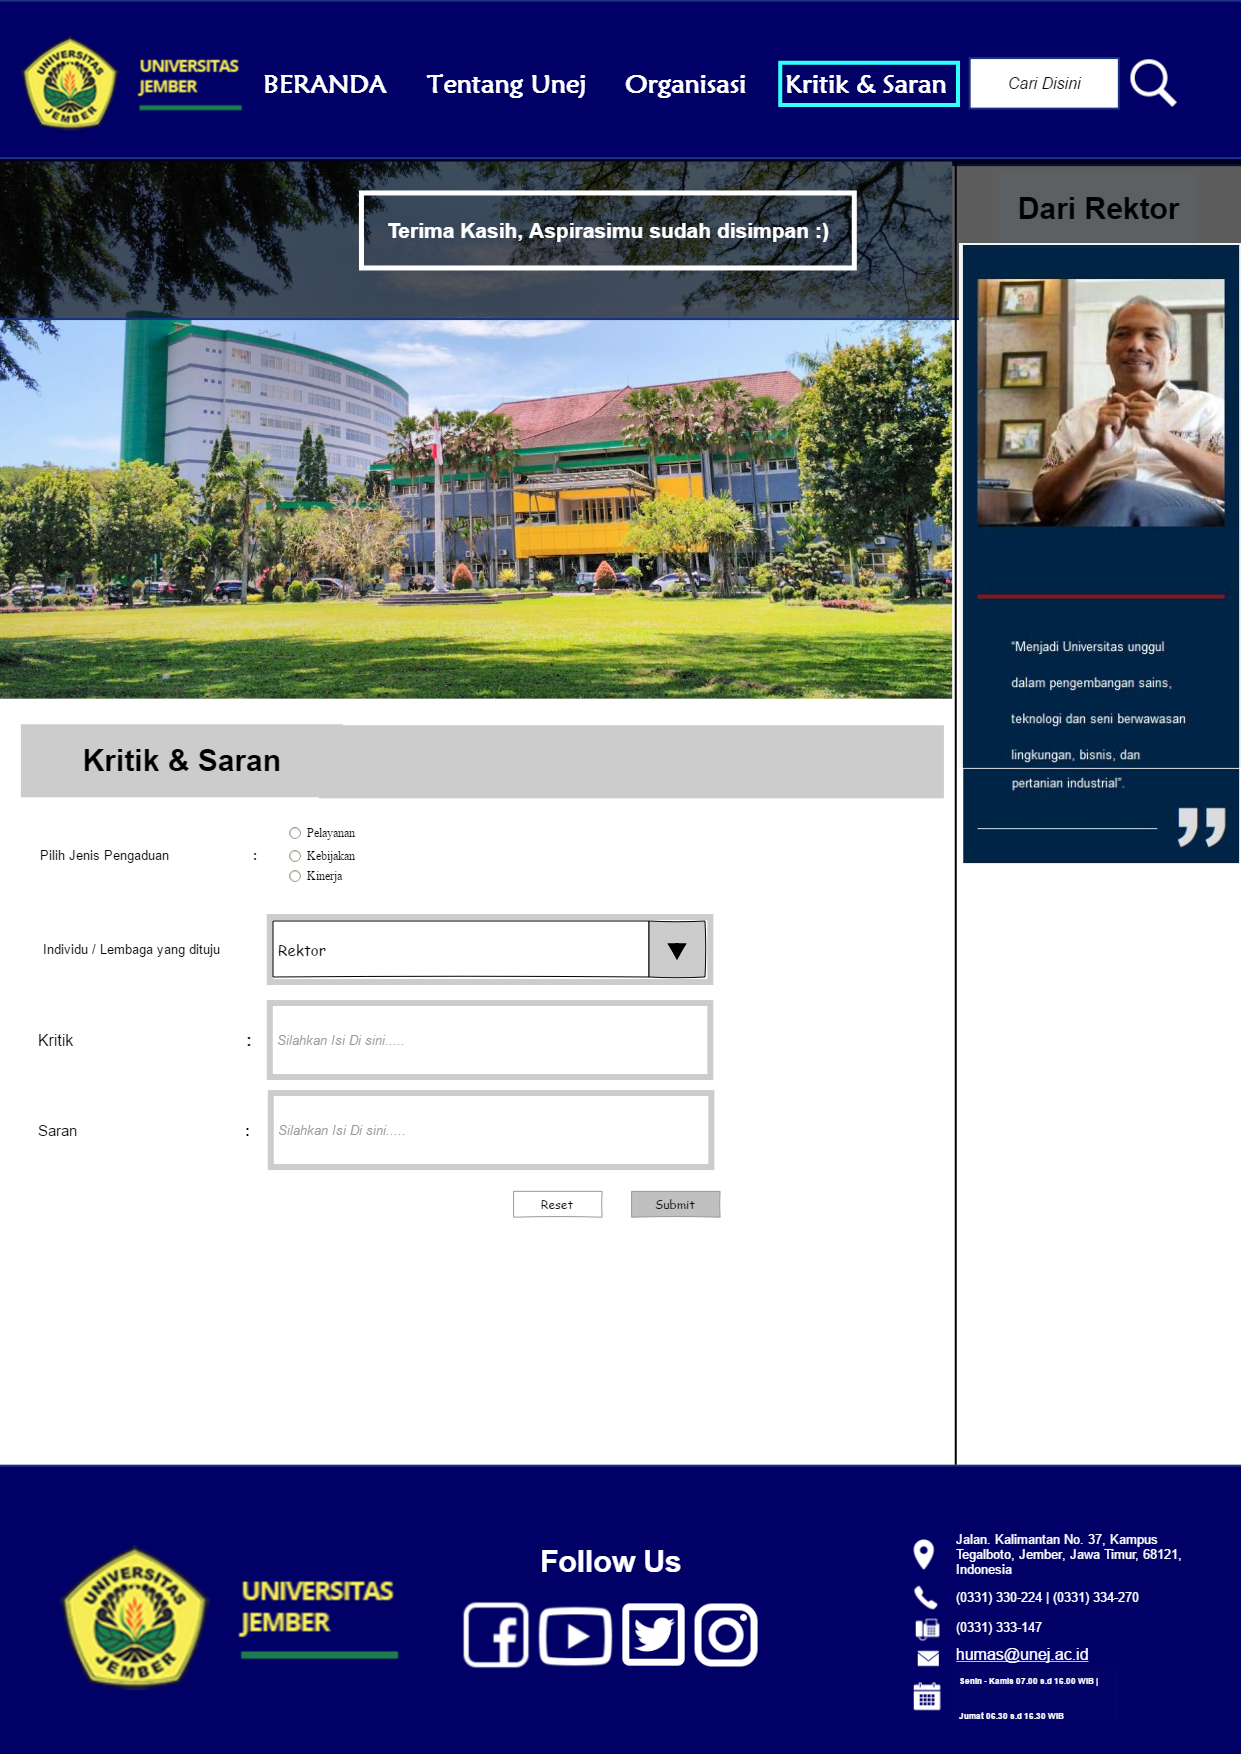 UNIVERSITAS JEMBER
UNIVERSITAS
JEMBER
BERANDA
Tentang Unej
Organisasi
Kritik & Saran
Cari Disini
Terima Kasih, Aspirasimu sudah disimpan :)
Dari Rektor
“Menjadi Universitas unggul
dalam pengembangan sains,
teknologi dan seni berwawasan
lingkungan, bisnis, dan
pertanian industrial”.
Kritik & Saran
Pilih Jenis Pengaduan :
Pelayanan
Kebijakan
Kinerja
Individu / Lembaga yang dituju
Rektor
Kritik :
Silahkan Isi Di sini.....
Saran :
Silahkan Isi Di sini.....
Reset
Submit
UNIVERSITAS JEMBER
UNIVERSITAS
JEMBER
Follow Us
Jalan. Kalimantan No. 37, Kampus
Tegalboto, Jember, Jawa Timur, 68121,
Indonesia
(0331) 330-224 | (0331) 334-270
(0331) 333-147
humas@unej.ac.id
Senin - Kamis 07.00 s.d 16.00 WIB |
Jumat 06.30 s.d 16.30 WIB